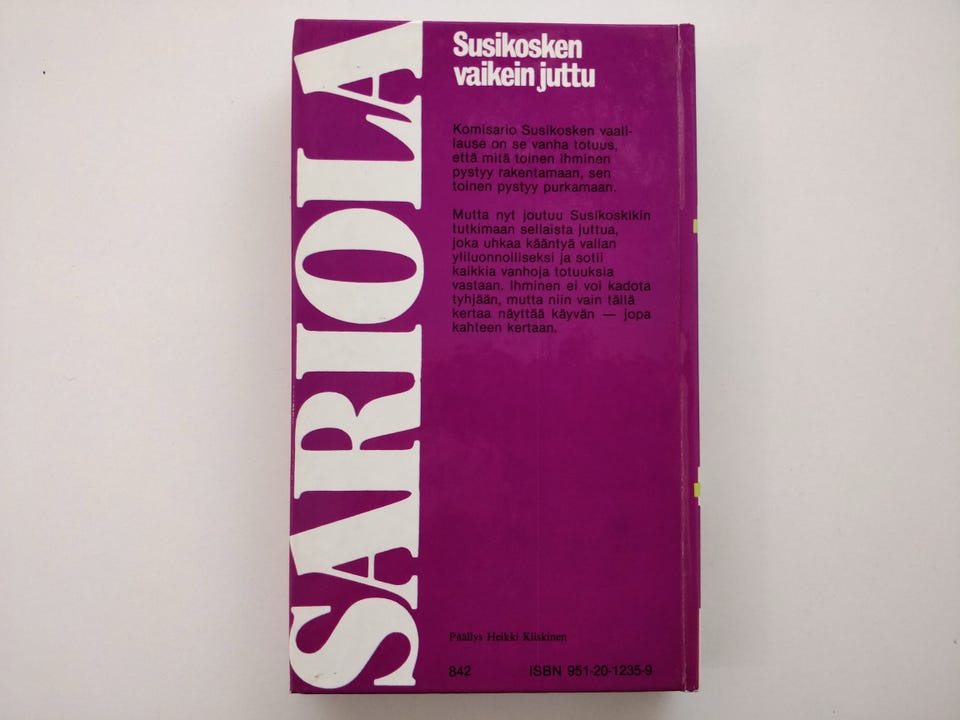 SARIOLA
Susikosken
vaikein juttu
Komisario Susikosken vaali-
lause on se vanha totuus,
että mitä toinen ihminen
pystyy rakentamaan, sen
toinen pystyy purkamaan.
Mutta nyt joutuu Susikoskikin
tutkimaan sellaista juttua,
joka uhkaa kääntyä vallan
yliluonnolliseksi ja sotii
kaikkia vanhoja totuuksia
vastaan. Ihminen ei voi kadota
tyhjään, mutta niin vain tällä
kertaa näyttää käyvän — jopa
kahteen kertaan.
Päällys Heikki Kiiskinen
842 ISBN 951-20-1235-9